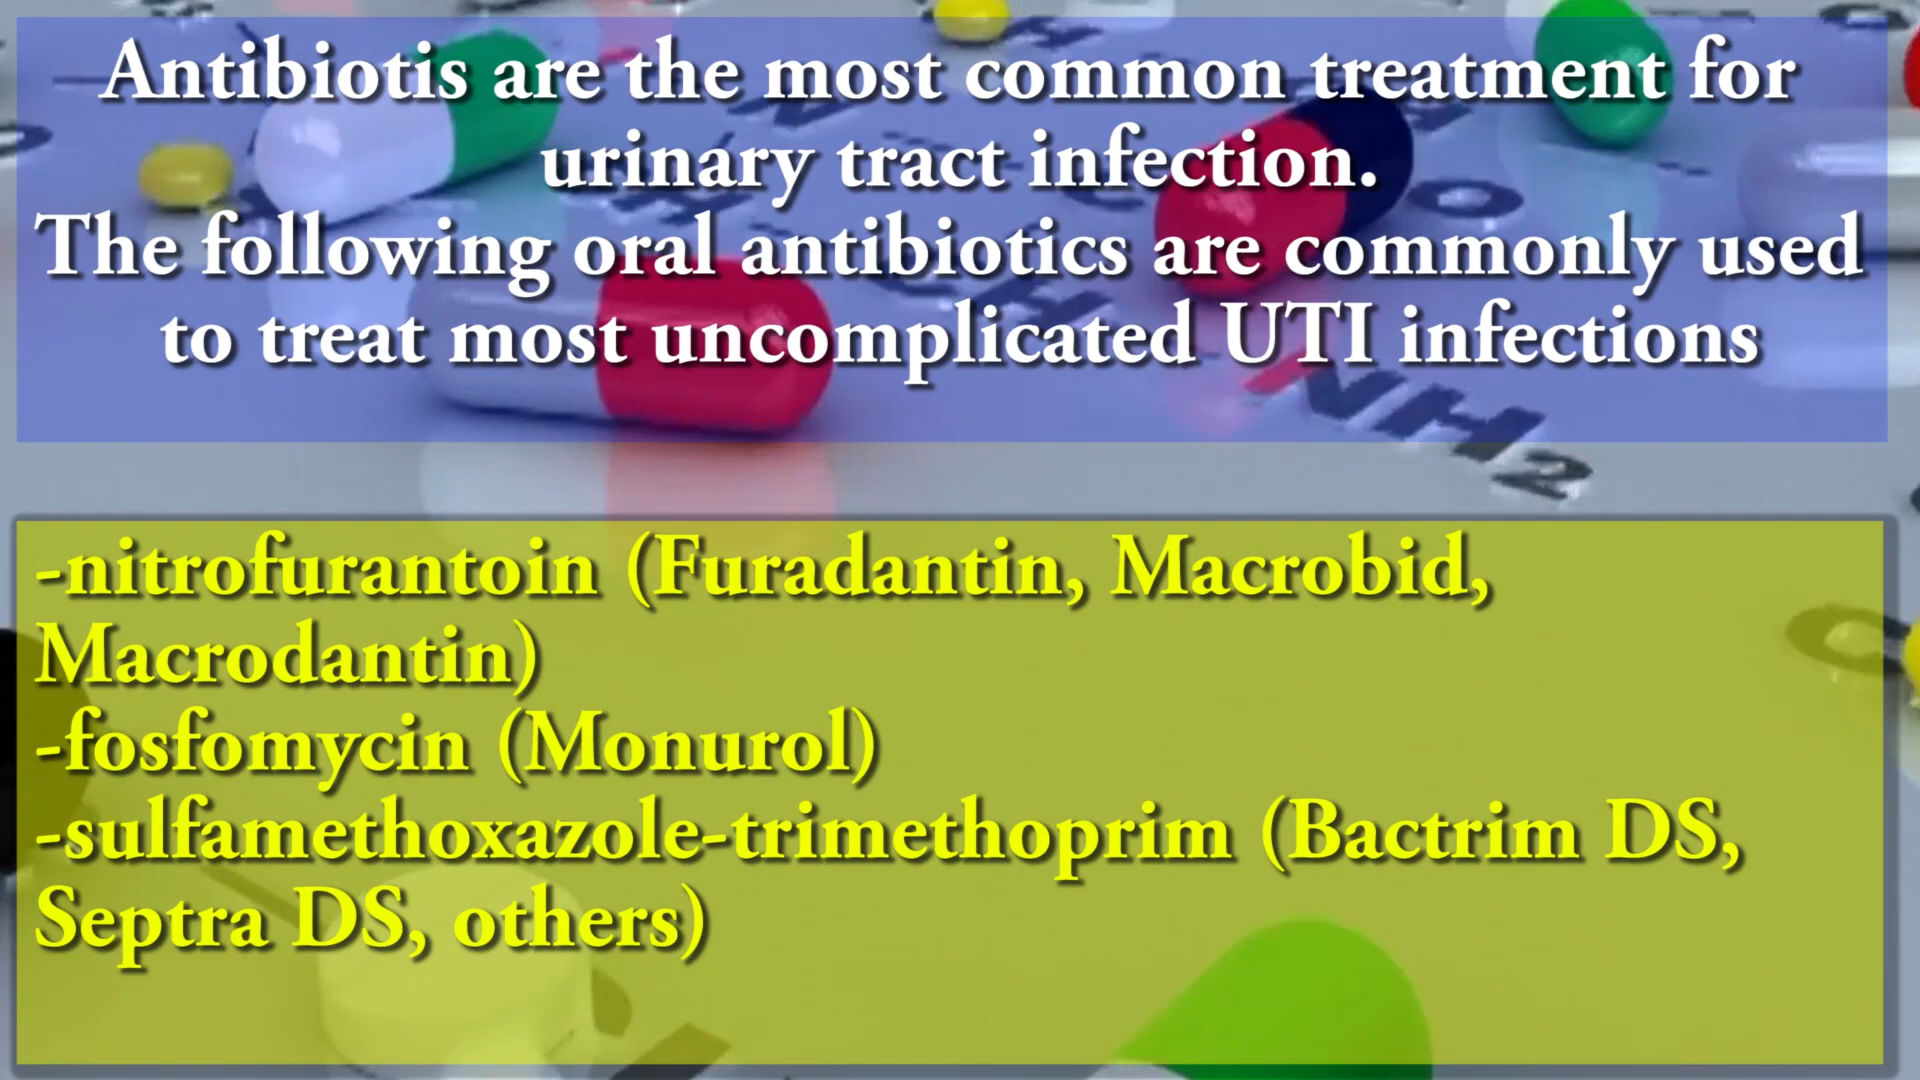 Antibiotis are the most common treatment for
urinary tract infection.
The following oral antibiotics are commonly used
to treat most uncomplicated UTI infections
NH2
-nitrofurantoin (Furadantin, Macrobid,
Macrodantin)
-fosfomycin (Monurol)
-sulfamethoxazole-trimethoprim (Bactrim DS,
Septra DS, others)